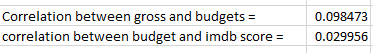 Correlation between gross and budgets = 0.098473
correlation between budget and imdb score = 0.029956